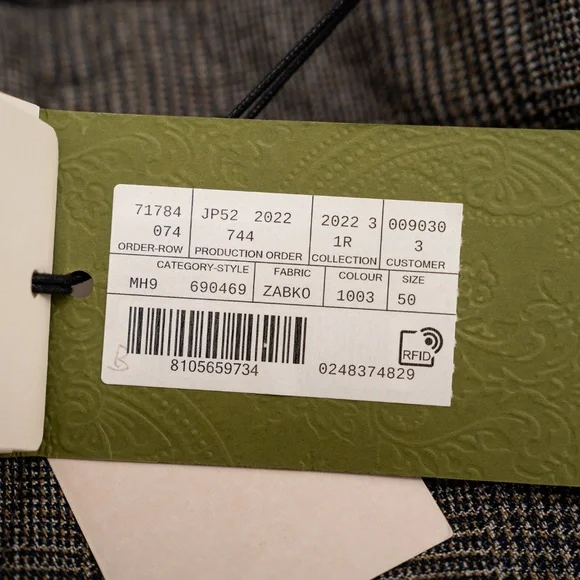 71784 JP52 2022 2022 3 009030
074 744 1R 3
ORDER-ROW PRODUCTION ORDER COLLECTION CUSTOMER
CATEGORY-STYLE FABRIC COLOUR SIZE
MH9 690469 ZABKO 1003 50
RFID
8105659734 0248374829